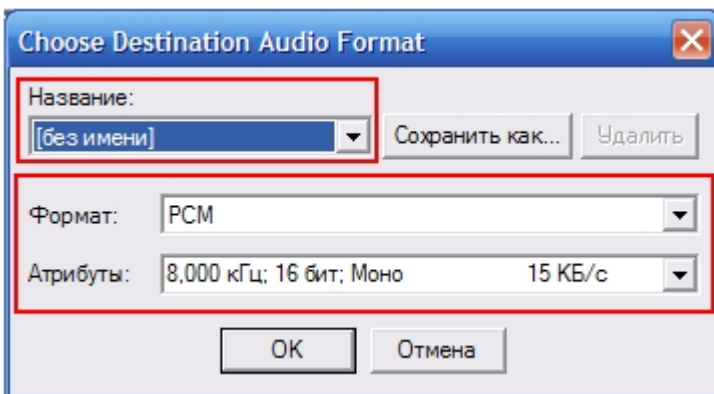 Choose Destination Audio Format
Название:
[без имени]
Сохранить как...
Удалить
Формат:
PCM
Атрибуты:
8,000 кГц; 16 бит; Моно 15 КБ/с
OK
Отмена